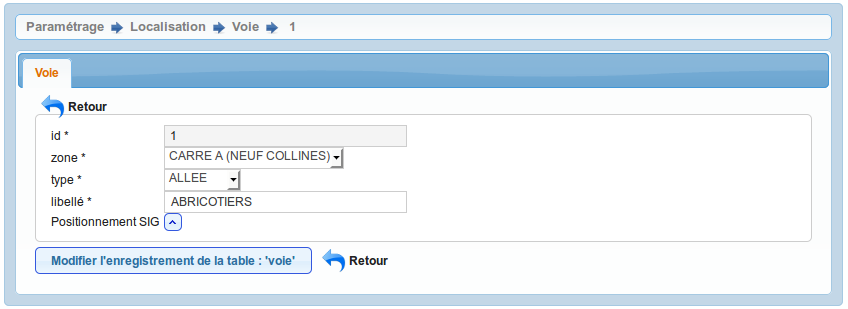 Paramétrage Localisation Voie 1
Voie
Retour
id * 1
zone * CARRE A (NEUF COLLINES)
type * ALLEE
libellé * ABRICOTIERS
Positionnement SIG
Modifier l'enregistrement de la table : 'voie' Retour